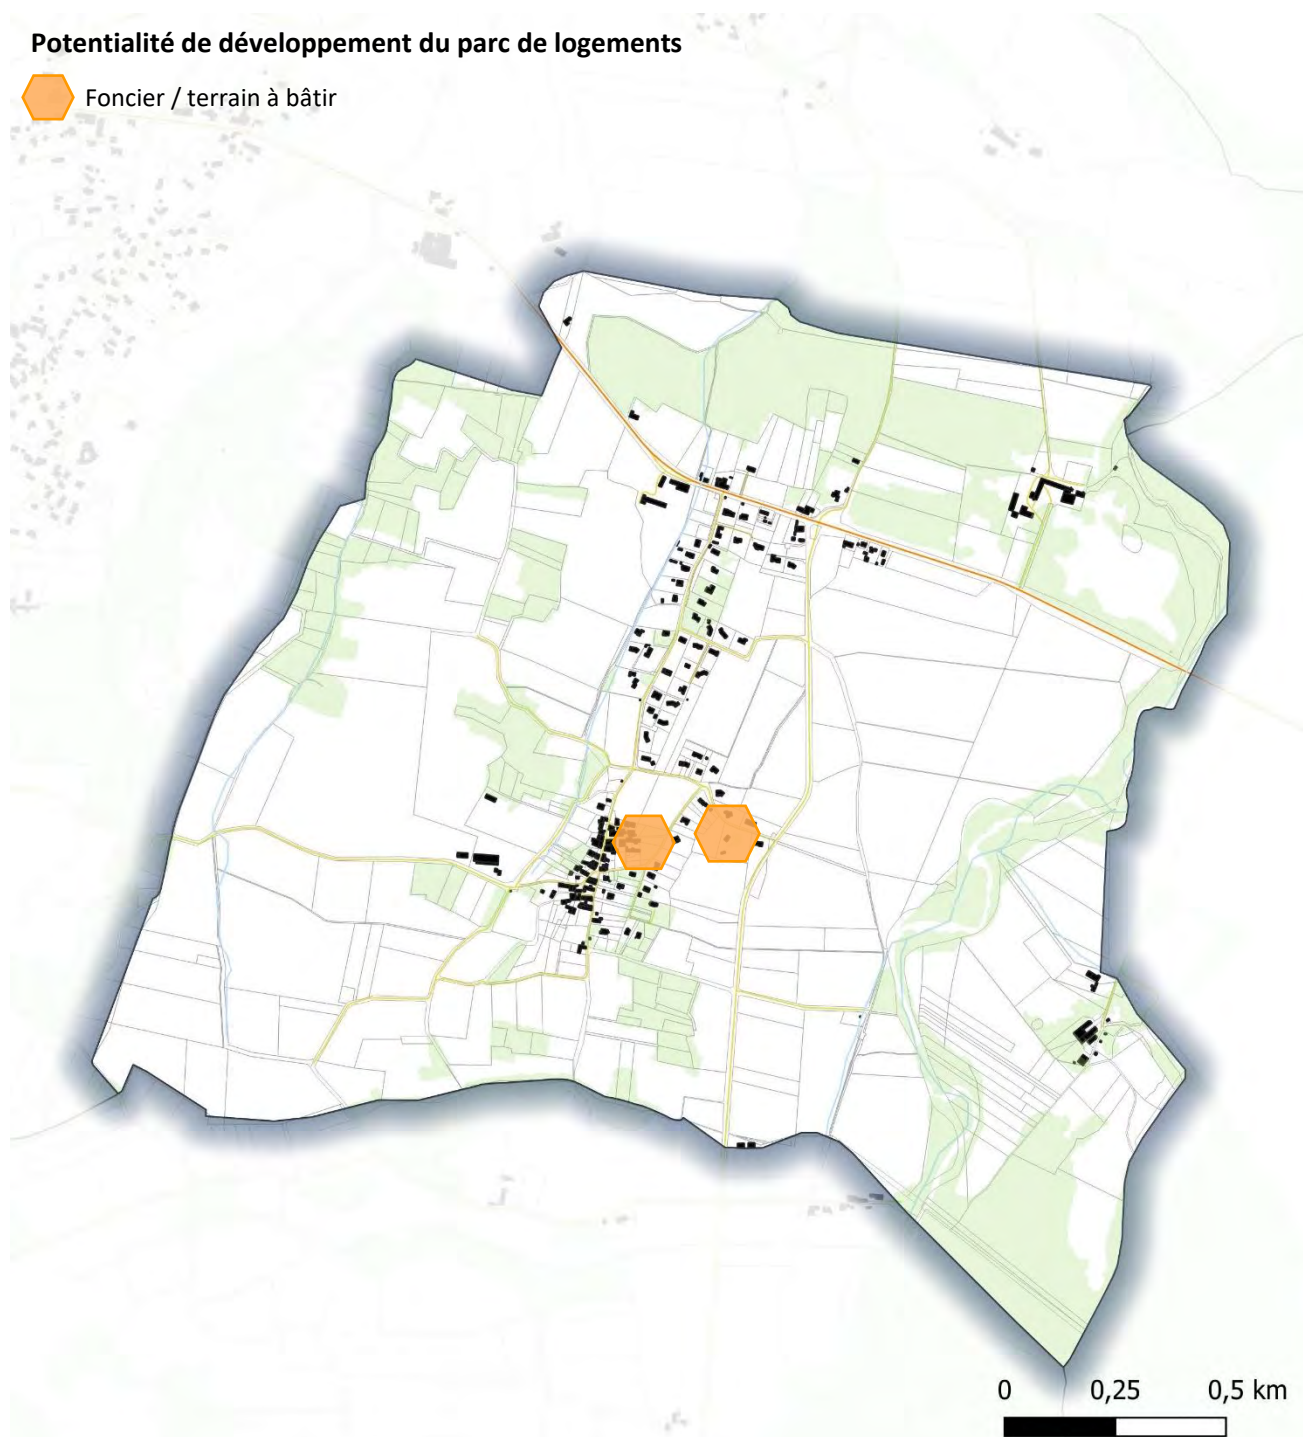 Potentialité de développement du parc de logements
Foncier / terrain à bâtir
0 0,25 0,5 km